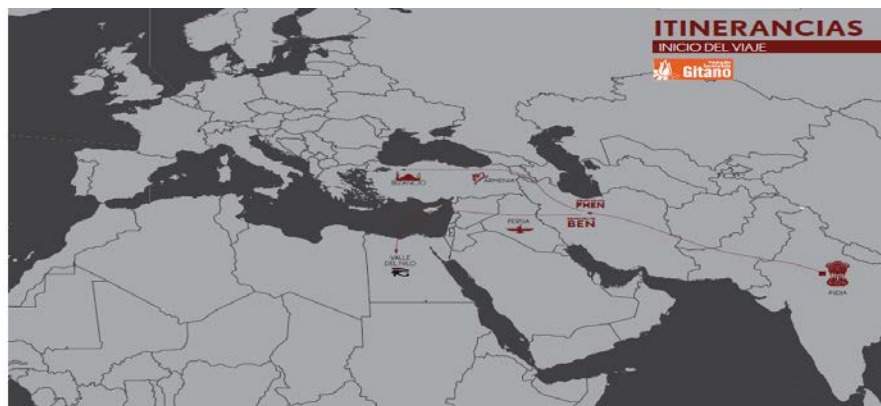 ITINERANCIAS
INICIO DEL VIAJE
Gitano
BIZANCIO
ARMENIA
PHEN
PERSIA
BEN
VALLE
DEL NILO
INDIA